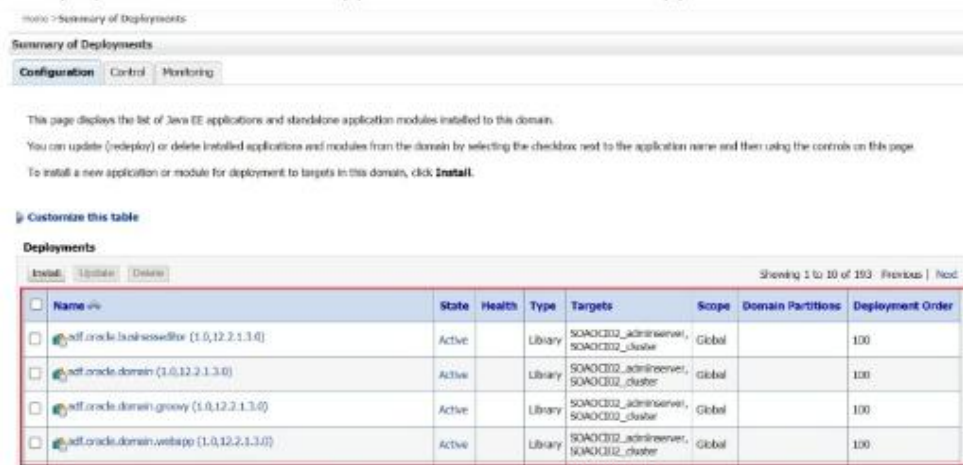 Home >Summary of Deployments
Summary of Deployments
Configuration Control Monitoring
This page displays the list of Java EE applications and standalone application modules installed to this domain.
You can update (redeploy) or delete installed applications and modules from the domain by selecting the checkbox next to the application name and then using the controls on this page.
To install a new application or module for deployment to targets in this domain, click Install.
Customize this table
Deployments
Install Update Delete Showing 1 to 10 of 193 Previous | Next
Name State Health Type Targets Scope Domain Partitions Deployment Order
adf.oracle.businesseditor (1.0,12.2.1.3.0) Active Library SOAOCI02_adminserver, SOAOCI02_cluster Global 100
adf.oracle.domain (1.0,12.2.1.3.0) Active Library SOAOCI02_adminserver, SOAOCI02_cluster Global 100
adf.oracle.domain.groovy (1.0,12.2.1.3.0) Active Library SOAOCI02_adminserver, SOAOCI02_cluster Global 100
adf.oracle.domain.webapp (1.0,12.2.1.3.0) Active Library SOAOCI02_adminserver, SOAOCI02_cluster Global 100